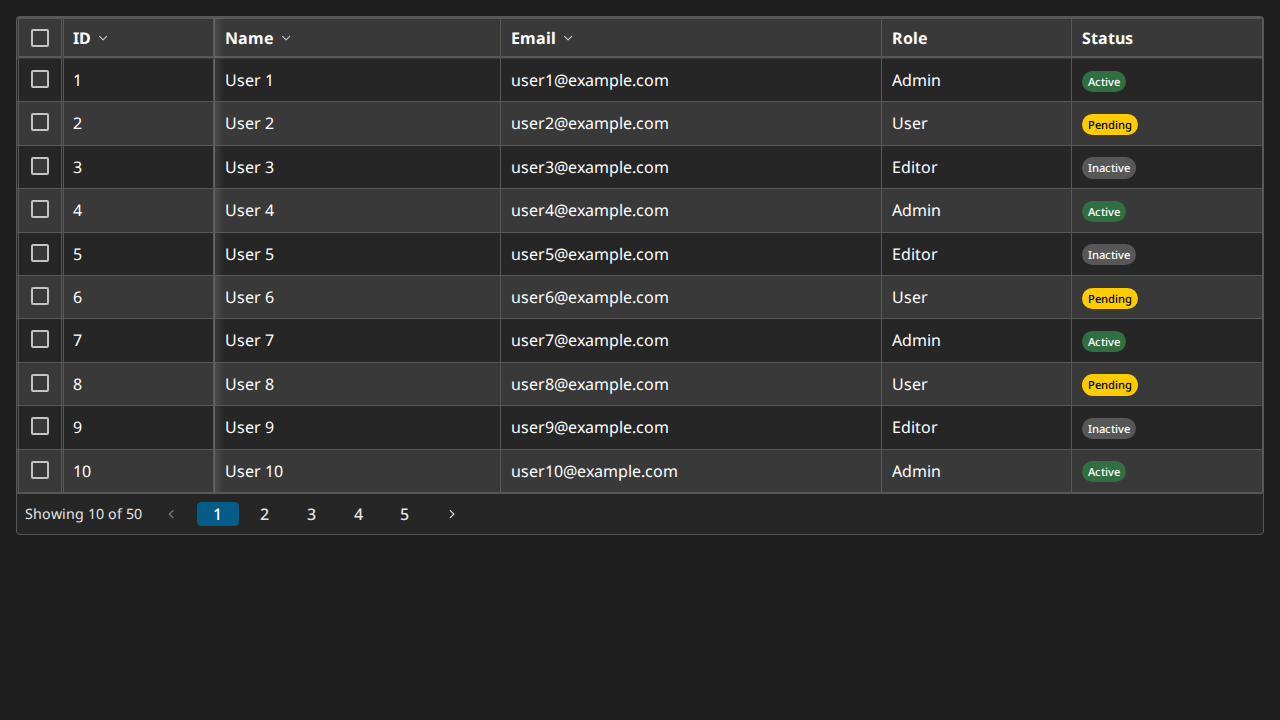 ID Name Email Role Status
1 User 1 user1@example.com Admin Active
2 User 2 user2@example.com User Pending
3 User 3 user3@example.com Editor Inactive
4 User 4 user4@example.com Admin Active
5 User 5 user5@example.com Editor Inactive
6 User 6 user6@example.com User Pending
7 User 7 user7@example.com Admin Active
8 User 8 user8@example.com User Pending
9 User 9 user9@example.com Editor Inactive
10 User 10 user10@example.com Admin Active
Showing 10 of 50 1 2 3 4 5